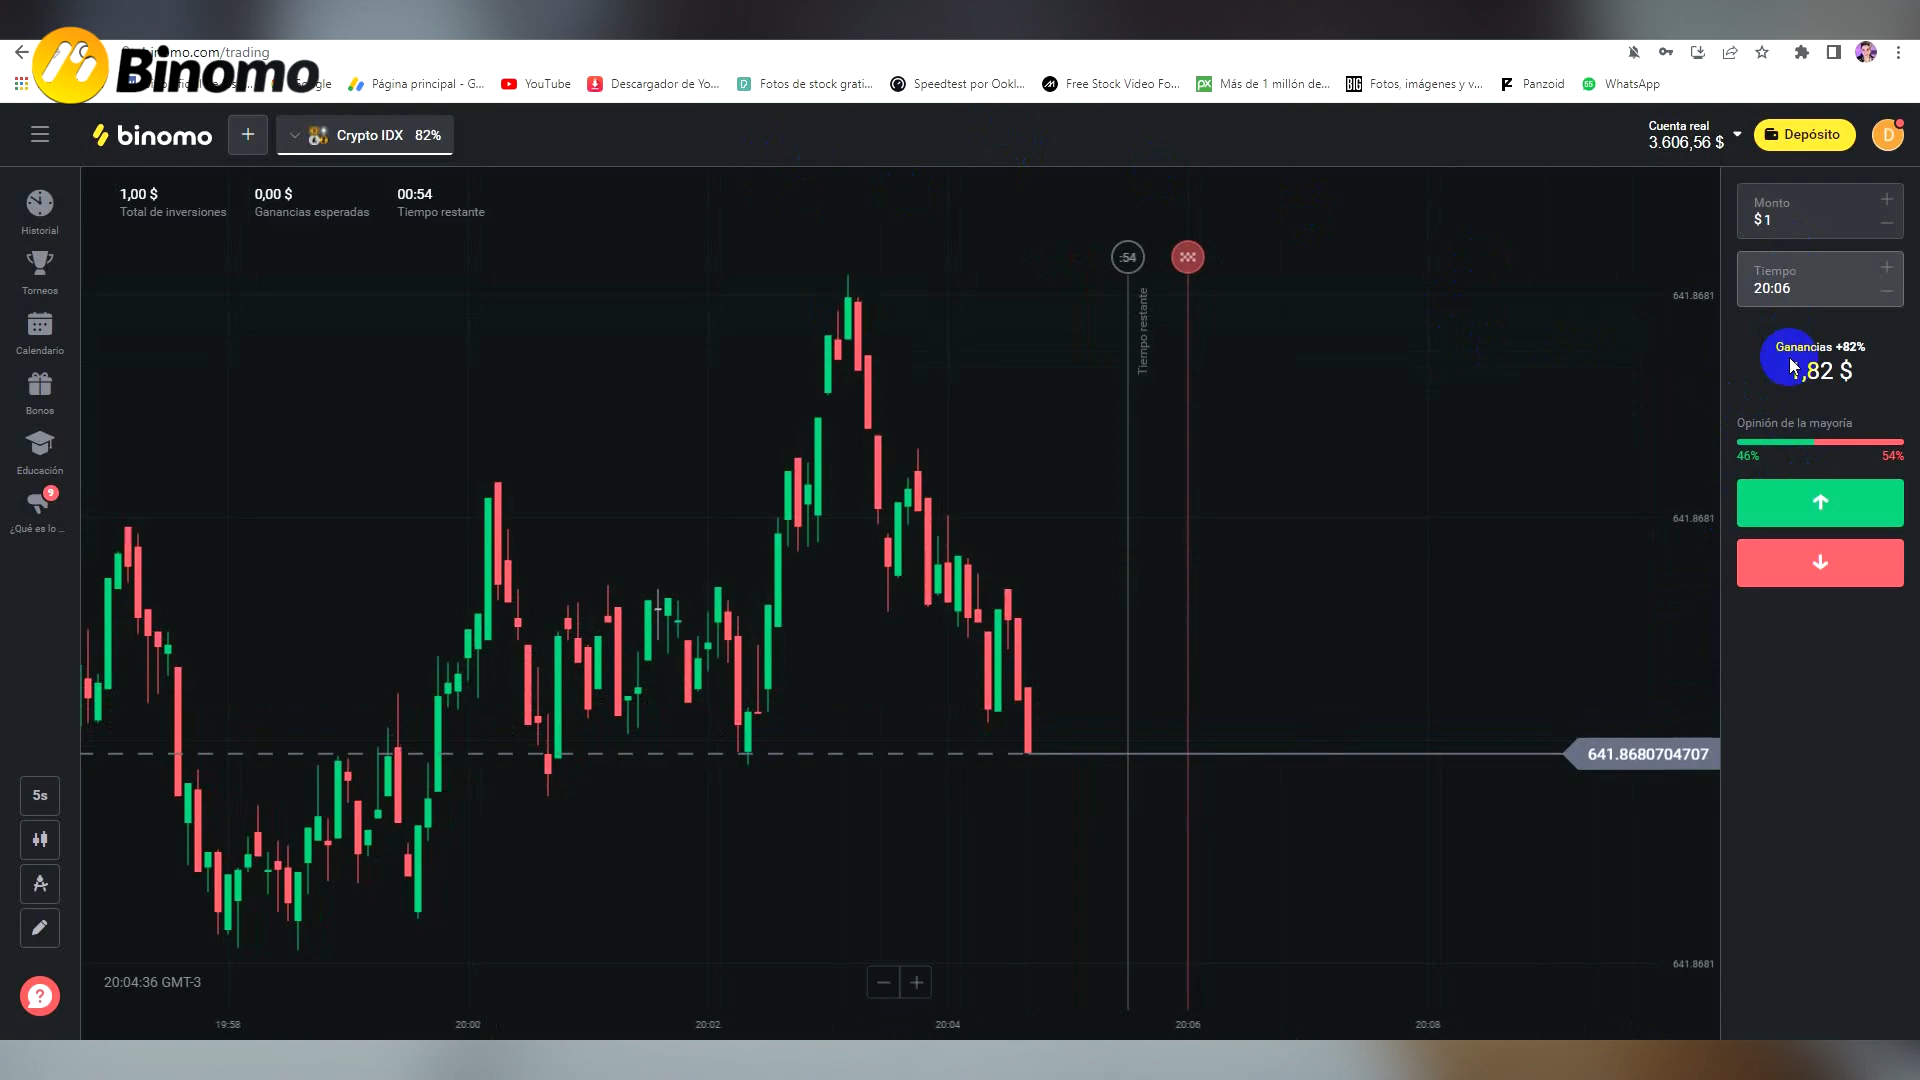 Binomo
binomo.com/trading
Página principal - G...
YouTube
Descargador de Yo...
Fotos de stock grati...
Speedtest por Ookl...
Free Stock Video Fo...
Más de 1 millón de...
Fotos, imágenes y v...
Panzoid
WhatsApp
binomo
Crypto IDX 82%
Cuenta real
3.606,56 $
Depósito
D
1,00 $
Total de inversiones
0,00 $
Ganancias esperadas
00:54
Tiempo restante
Historial
Torneos
Calendario
Bonos
Educación
9
¿Qué es lo ...
5s
:54
Tiempo restante
641.8681
641.8681
641.8680704707
641.8681
Monto
$ 1
Tiempo
20:06
Ganancias +82%
1,82 $
Opinión de la mayoría
46%
54%
20:04:36 GMT-3
19:58
20:00
20:02
20:04
20:06
20:08